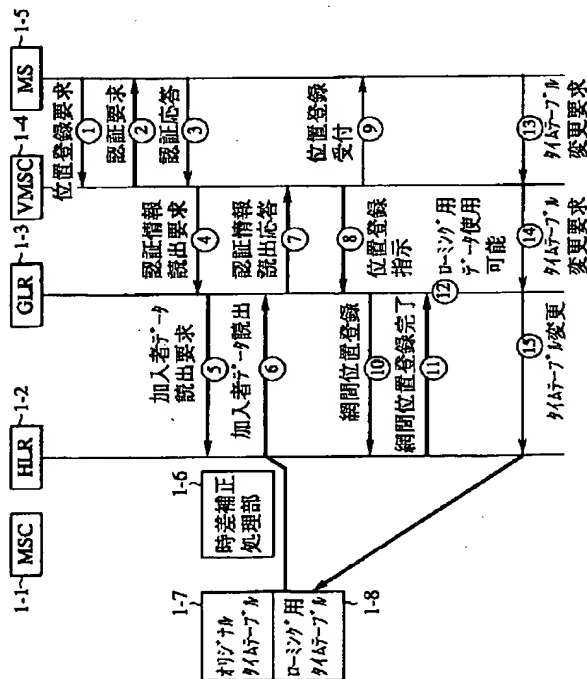 1-1
MSC
1-2
HLR
1-3
GLR
1-4
VMSC
1-5
MS
位置登録要求
①
認証要求
②
認証応答
③
認証情報
読出要求
④
加入者データ
読出要求
⑤
加入者データ読出
⑥
認証情報
読出応答
⑦
⑧
位置登録
指示
位置登録
受付
⑨
網間位置登録
⑩
網間位置登録完了
⑪
⑫
ローミング用
データ使用
可能
⑬
タイムテーブル
変更要求
⑭
タイムテーブル
変更要求
⑮
タイムテーブル変更
1-6
時差補正
処理部
1-7
オリジナル
タイムテーブル
ローミング用
タイムテーブル
1-8